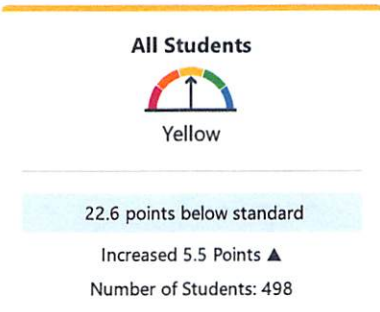 All Students
Yellow
22.6 points below standard
Increased 5.5 Points ▲
Number of Students: 498